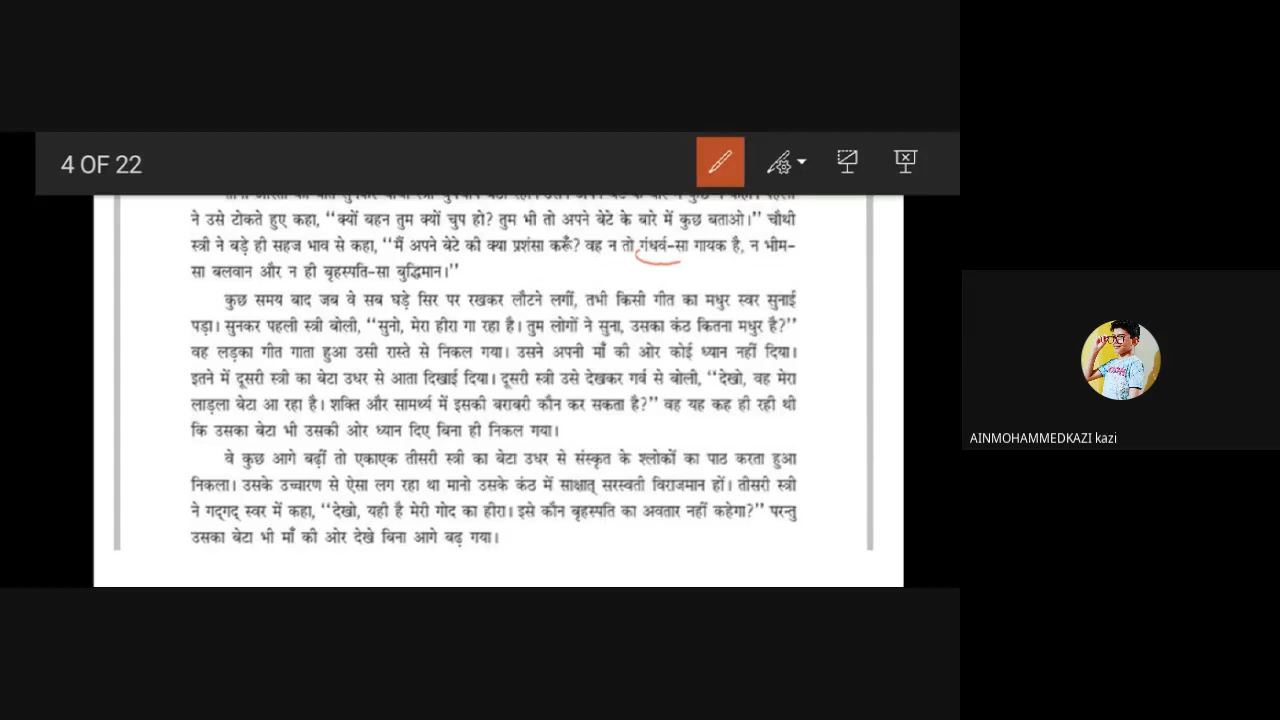 4 OF 22
ने उसे टोकते हुए कहा, ‘‘क्यों बहन तुम क्यों चुप हो? तुम भी तो अपने बेटे के बारे में कुछ बताओ।’’ चौथी
स्त्री ने बड़े ही सहज भाव से कहा, ‘‘मैं अपने बेटे की क्या प्रशंसा करूँ? वह न तो गंधर्व-सा गायक है, न भीम-
सा बलवान और न ही बृहस्पति-सा बुद्धिमान।’’
कुछ समय बाद जब वे सब घड़े सिर पर रखकर लौटने लगीं, तभी किसी गीत का मधुर स्वर सुनाई
पड़ा। सुनकर पहली स्त्री बोली, ‘‘सुनो, मेरा हीरा गा रहा है। तुम लोगों ने सुना, उसका कंठ कितना मधुर है?’’
वह लड़का गीत गाता हुआ उसी रास्ते से निकल गया। उसने अपनी माँ की ओर कोई ध्यान नहीं दिया।
इतने में दूसरी स्त्री का बेटा उधर से आता दिखाई दिया। दूसरी स्त्री उसे देखकर गर्व से बोली, ‘‘देखो, वह मेरा
लाड़ला बेटा आ रहा है। शक्ति और सामर्थ्य में इसकी बराबरी कौन कर सकता है?’’ वह यह कह ही रही थी
कि उसका बेटा भी उसकी ओर ध्यान दिए बिना ही निकल गया।
वे कुछ आगे बढ़ीं तो एकाएक तीसरी स्त्री का बेटा उधर से संस्कृत के श्लोकों का पाठ करता हुआ
निकला। उसके उच्चारण से ऐसा लग रहा था मानो उसके कंठ में साक्षात् सरस्वती विराजमान हों। तीसरी स्त्री
ने गद्गद् स्वर में कहा, ‘‘देखो, यही है मेरी गोद का हीरा। इसे कौन बृहस्पति का अवतार नहीं कहेगा?’’ परन्तु
उसका बेटा भी माँ की ओर देखे बिना आगे बढ़ गया।
AINMOHAMMEDKAZI kazi